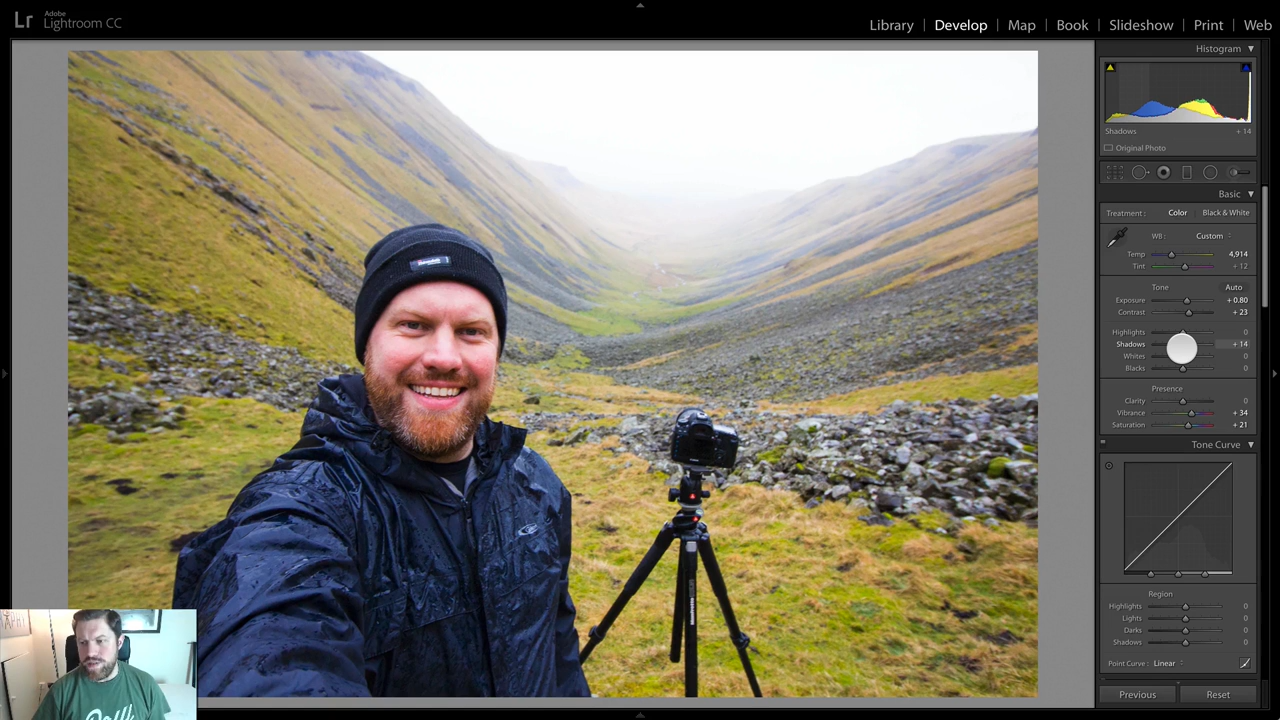 Lr Adobe
Lightroom CC
Library | Develop | Map | Book | Slideshow | Print | Web
Histogram
Shadows + 14
Original Photo
Basic
Treatment : Color Black & White
WB : Custom
Temp 4,914
Tint + 12
Tone Auto
Exposure + 0.80
Contrast + 23
Highlights 0
Shadows + 14
Whites 0
Blacks 0
Presence
Clarity 0
Vibrance + 34
Saturation + 21
Tone Curve
Region
Highlights 0
Lights 0
Darks 0
Shadows 0
Point Curve : Linear
Previous Reset